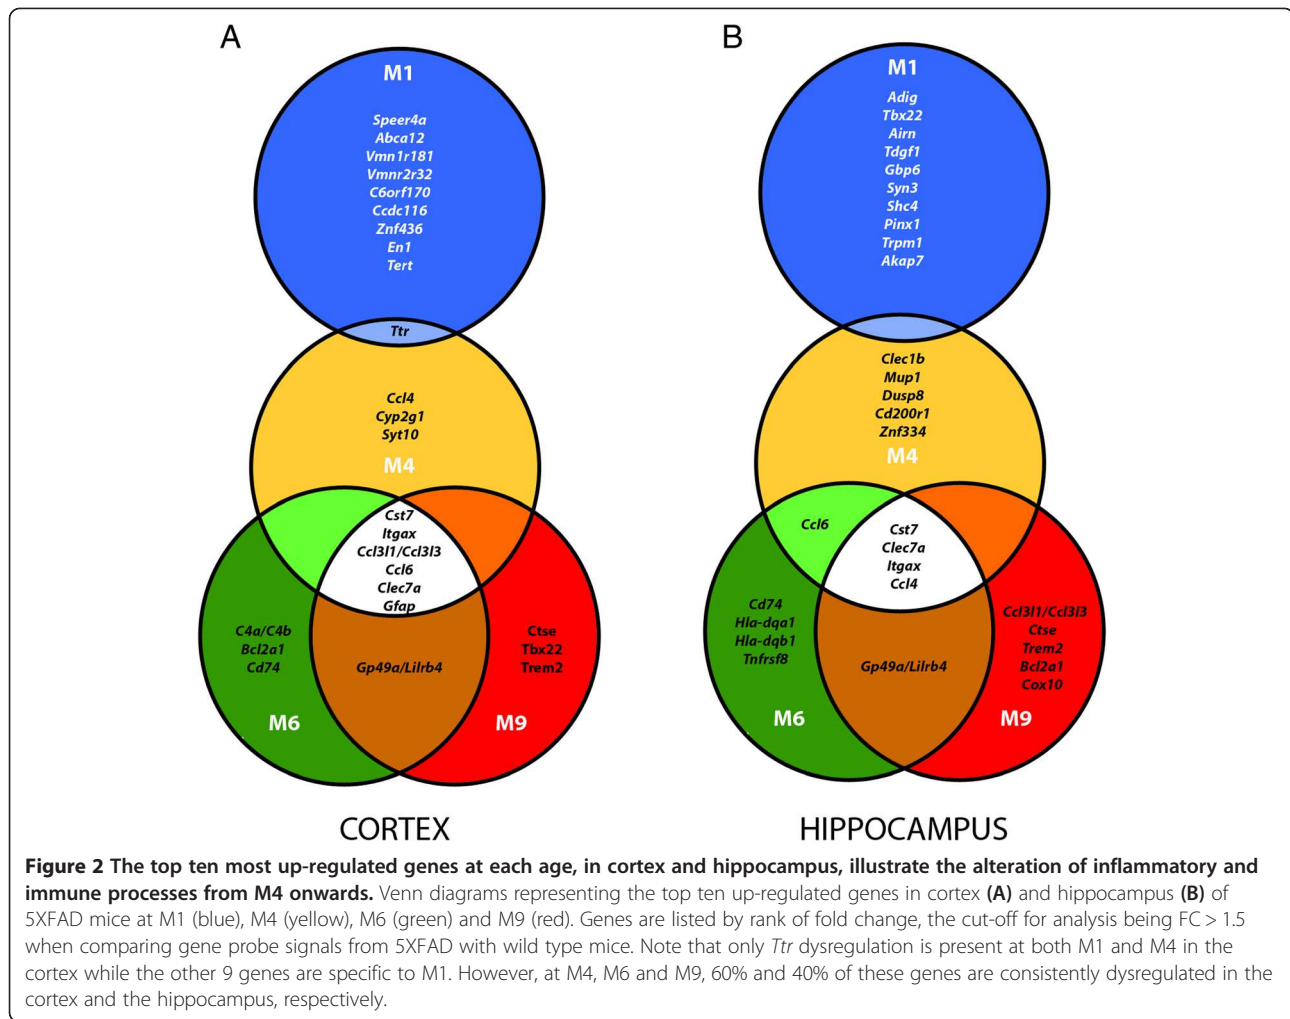 A
M1
Speer4a
Abca12
Vmn1r181
Vmnr2r32
C6orf170
Ccdc116
Znf436
En1
Tert
Ttr
Ccl4
Cyp2g1
Syt10
M4
Cst7
Itgax
Ccl3l1/Ccl3l3
Ccl6
Clec7a
Gfap
C4a/C4b
Bcl2a1
Cd74
Gp49a/Lilrb4
Ctse
Tbx22
Trem2
M6
M9
CORTEX
B
M1
Adig
Tbx22
Airn
Tdgf1
Gbp6
Syn3
Shc4
Pinx1
Trpm1
Akap7
Clec1b
Mup1
Dusp8
Cd200r1
Znf334
M4
Ccl6
Cst7
Clec7a
Itgax
Ccl4
Cd74
Hla-dqa1
Hla-dqb1
Tnfrsf8
Gp49a/Lilrb4
Ccl3l1/Ccl3l3
Ctse
Trem2
Bcl2a1
Cox10
M6
M9
HIPPOCAMPUS
Figure 2 The top ten most up-regulated genes at each age, in cortex and hippocampus, illustrate the alteration of inflammatory and
immune processes from M4 onwards. Venn diagrams representing the top ten up-regulated genes in cortex (A) and hippocampus (B) of
5XFAD mice at M1 (blue), M4 (yellow), M6 (green) and M9 (red). Genes are listed by rank of fold change, the cut-off for analysis being FC > 1.5
when comparing gene probe signals from 5XFAD with wild type mice. Note that only Ttr dysregulation is present at both M1 and M4 in the
cortex while the other 9 genes are specific to M1. However, at M4, M6 and M9, 60% and 40% of these genes are consistently dysregulated in the
cortex and the hippocampus, respectively.